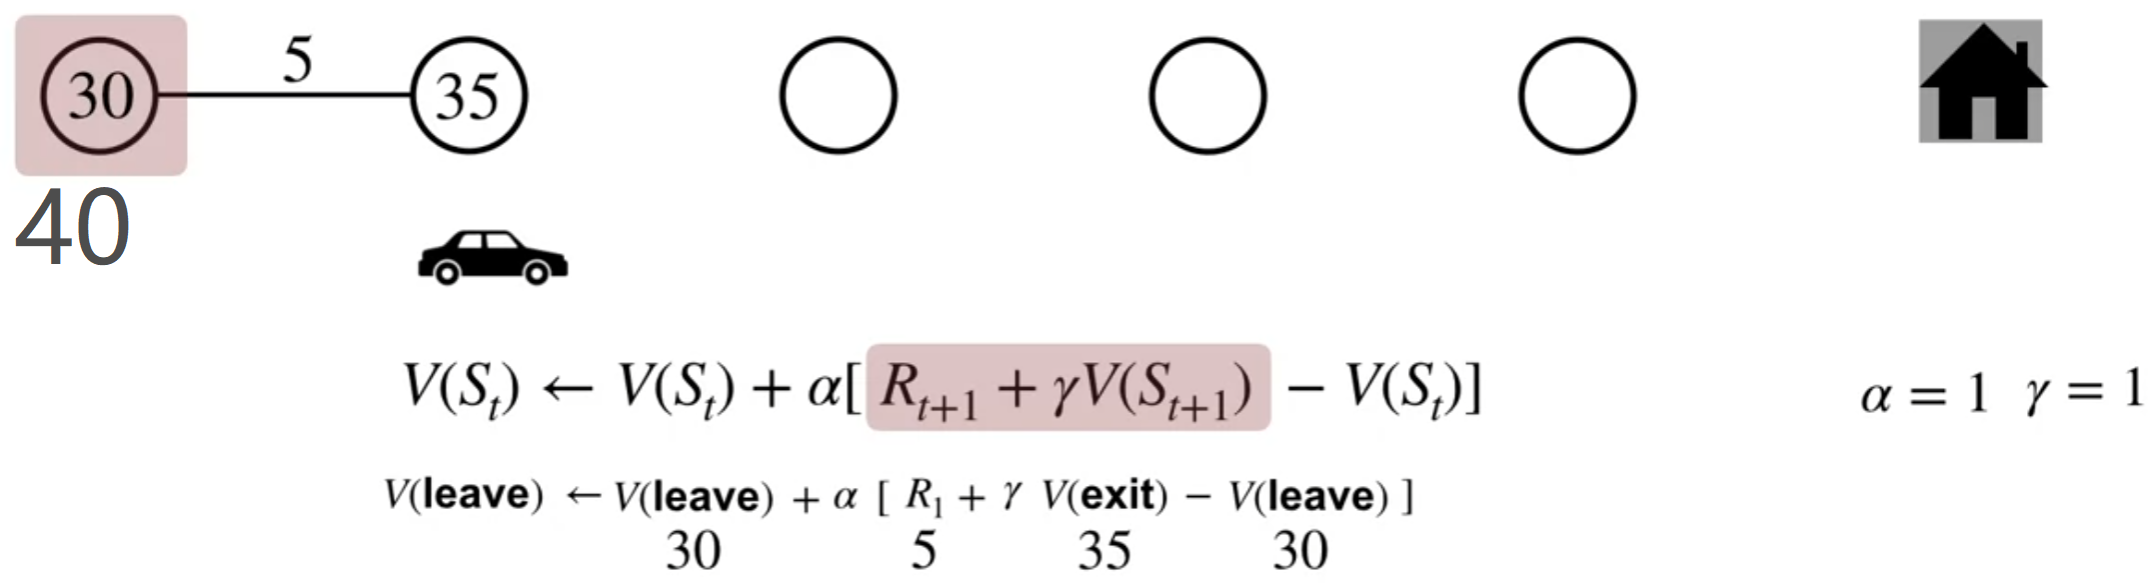 30 5 35
40
V(S_t) ← V(S_t) + α[ R_{t+1} + γV(S_{t+1}) − V(S_t)] α = 1 γ = 1
V(leave) ← V(leave) + α [ R_1 + γ V(exit) − V(leave) ]
30 5 35 30